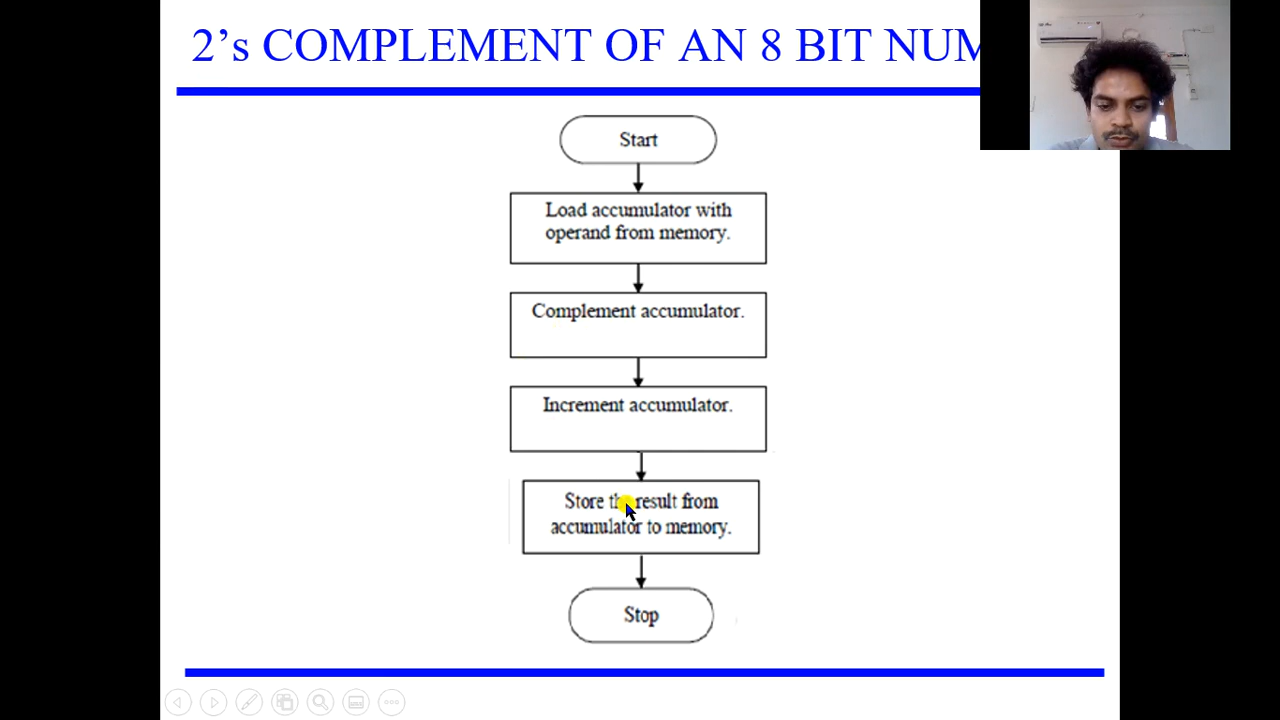 2's COMPLEMENT OF AN 8 BIT
Start
Load accumulator with
operand from memory.
Complement accumulator.
Increment accumulator.
Store the result from
accumulator to memory.
Stop